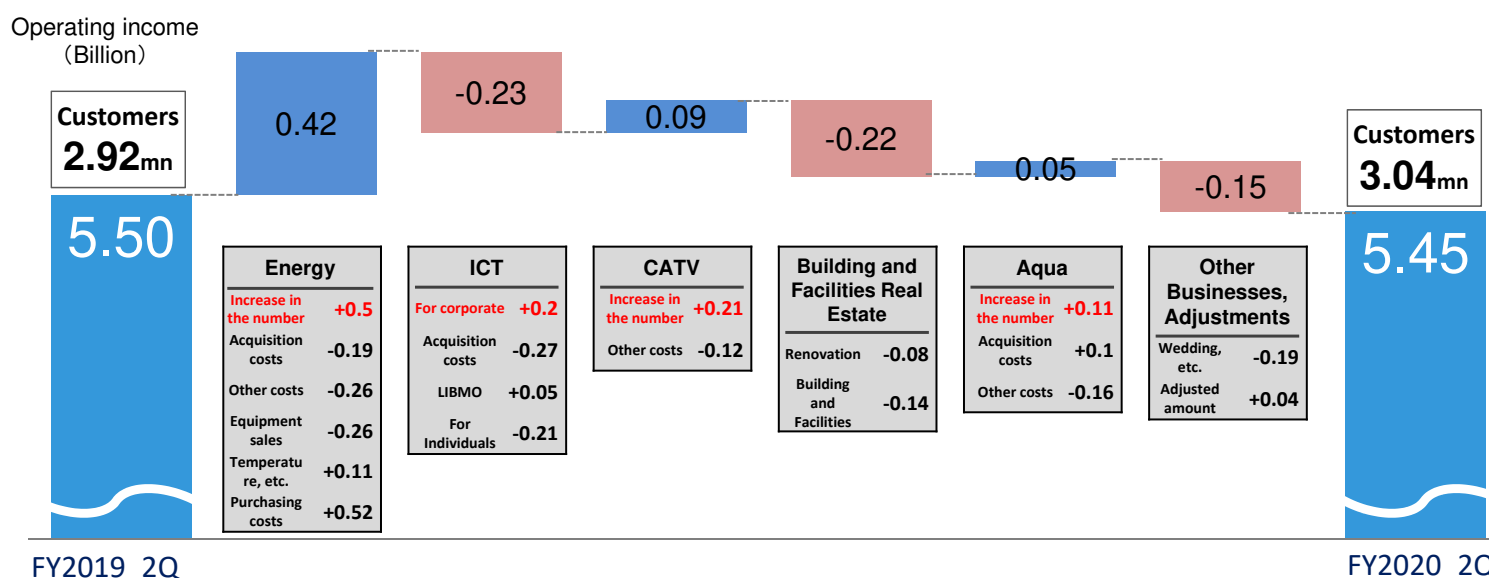 Operating income
（Billion）
Customers
2.92mn
5.50
0.42
-0.23
0.09
-0.22
0.05
-0.15
Customers
3.04mn
5.45
Energy
Increase in
the number +0.5
Acquisition
costs -0.19
Other costs -0.26
Equipment
sales -0.26
Temperatu
re, etc. +0.11
Purchasing
costs +0.52
ICT
For corporate +0.2
Acquisition
costs -0.27
LIBMO +0.05
For
Individuals -0.21
CATV
Increase in
the number +0.21
Other costs -0.12
Building and
Facilities Real
Estate
Renovation -0.08
Building
and
Facilities -0.14
Aqua
Increase in
the number +0.11
Acquisition
costs +0.1
Other costs -0.16
Other
Businesses,
Adjustments
Wedding,
etc. -0.19
Adjusted
amount +0.04
FY2019 2Q
FY2020 2Q